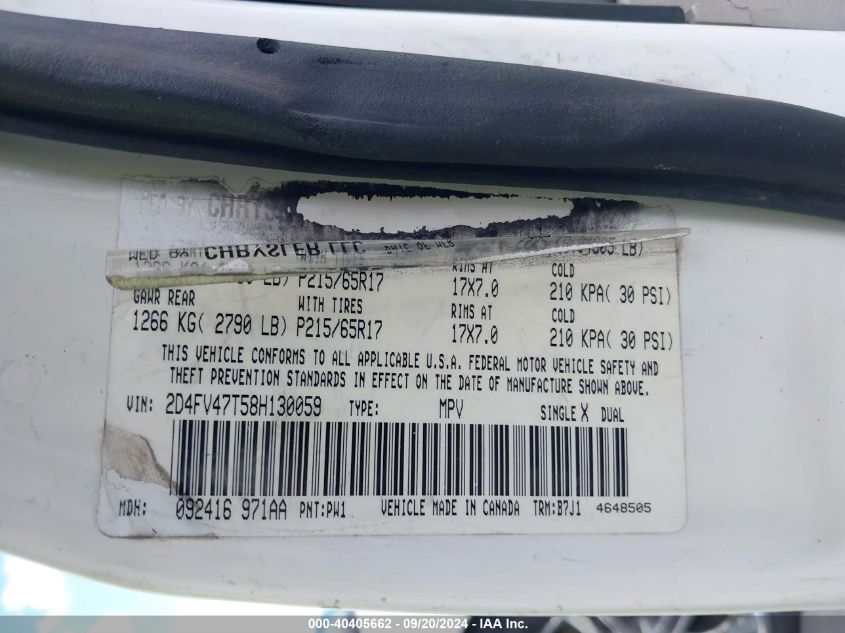 CHRYSLER LLC
DATE OF MFR
LB) P215/65R17 RIMS AT 17X7.0 COLD 210 KPA( 30 PSI)
GAWR REAR WITH TIRES RIMS AT COLD
1266 KG( 2790 LB) P215/65R17 17X7.0 210 KPA( 30 PSI)
THIS VEHICLE CONFORMS TO ALL APPLICABLE U.S.A. FEDERAL MOTOR VEHICLE SAFETY AND
THEFT PREVENTION STANDARDS IN EFFECT ON THE DATE OF MANUFACTURE SHOWN ABOVE.
VIN: 2D4FV47T58H130059 TYPE: MPV SINGLE X DUAL
MDH: 092416 971AA PNT:PW1 VEHICLE MADE IN CANADA TRM:B7J1 4648505
000-40405662 - 09/20/2024 - IAA Inc.